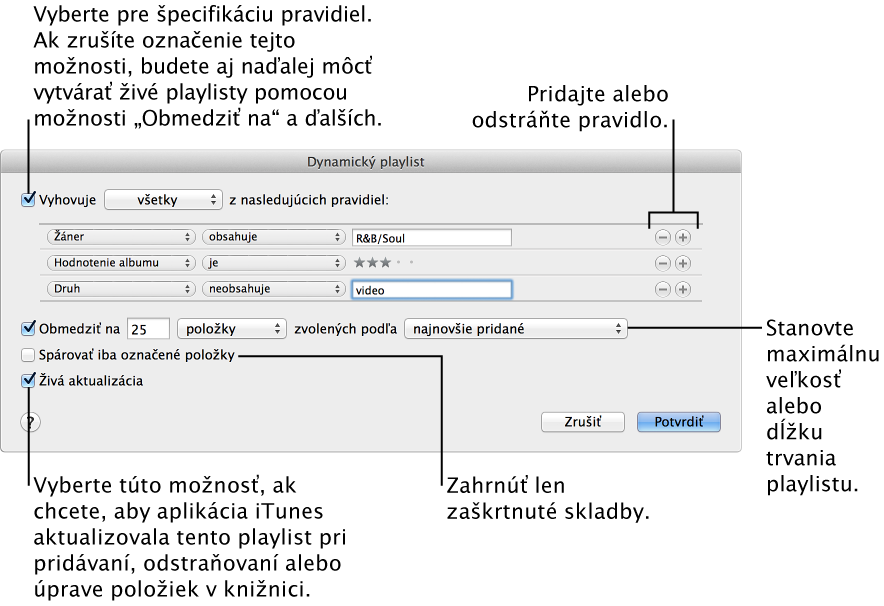 Vyberte pre špecifikáciu pravidiel.
Ak zrušíte označenie tejto
možnosti, budete aj naďalej môcť
vytvárať živé playlisty pomocou
možnosti „Obmedziť na“ a ďalších.
Pridajte alebo
odstráňte pravidlo.
Dynamický playlist
Vyhovuje všetky z nasledujúcich pravidiel:
Žáner obsahuje R&B/Soul
Hodnotenie albumu je
Druh neobsahuje video
Obmedziť na 25 položky zvolených podľa najnovšie pridané
Spárovať iba označené položky
Živá aktualizácia
? Zrušiť Potvrdiť
Stanovte
maximálnu
veľkosť
alebo
dĺžku
trvania
playlistu.
Zahrnúť len
zaškrtnuté skladby.
Vyberte túto možnosť, ak
chcete, aby aplikácia iTunes
aktualizovala tento playlist pri
pridávaní, odstraňovaní alebo
úprave položiek v knižnici.